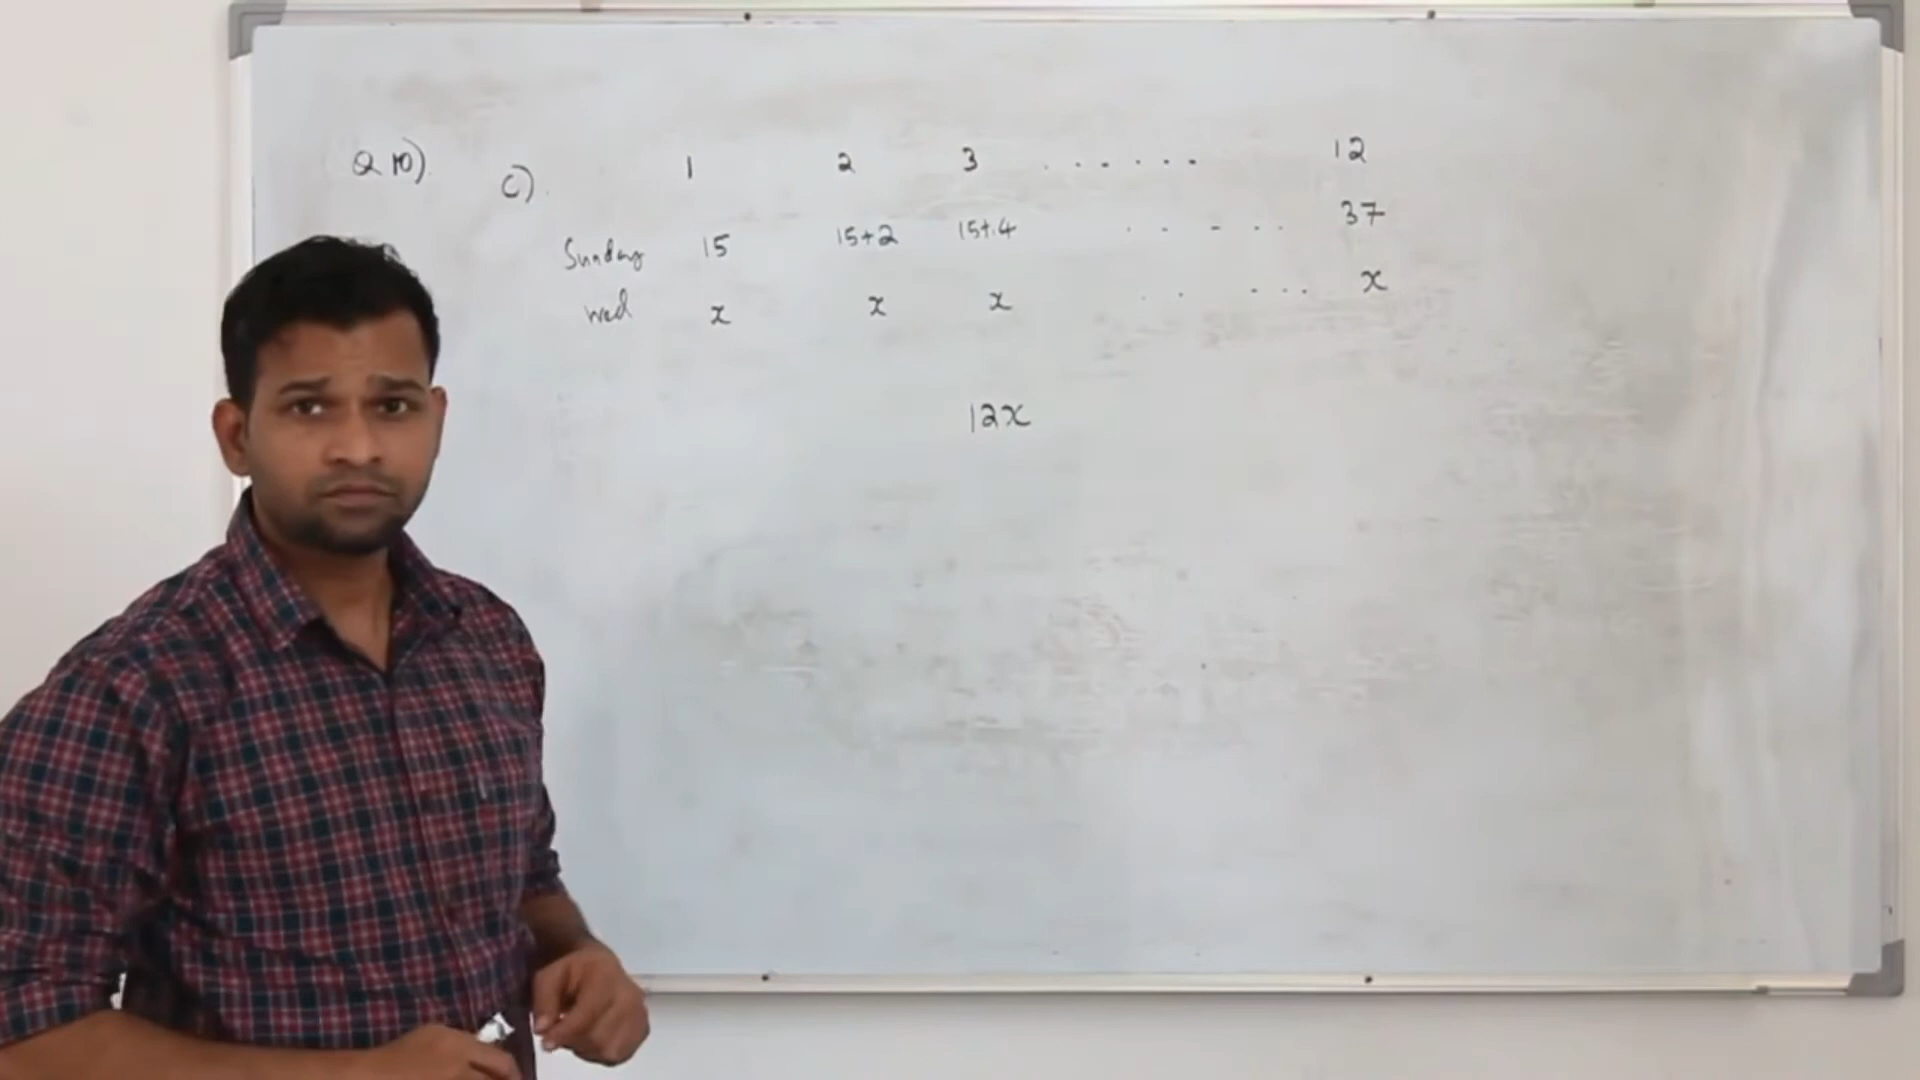 Q 10). c). 1 2 3 . . . . . . 12
Sunday 15 15+2 15+4 . . - . . 37
Wed x x x . . . . . x
12x